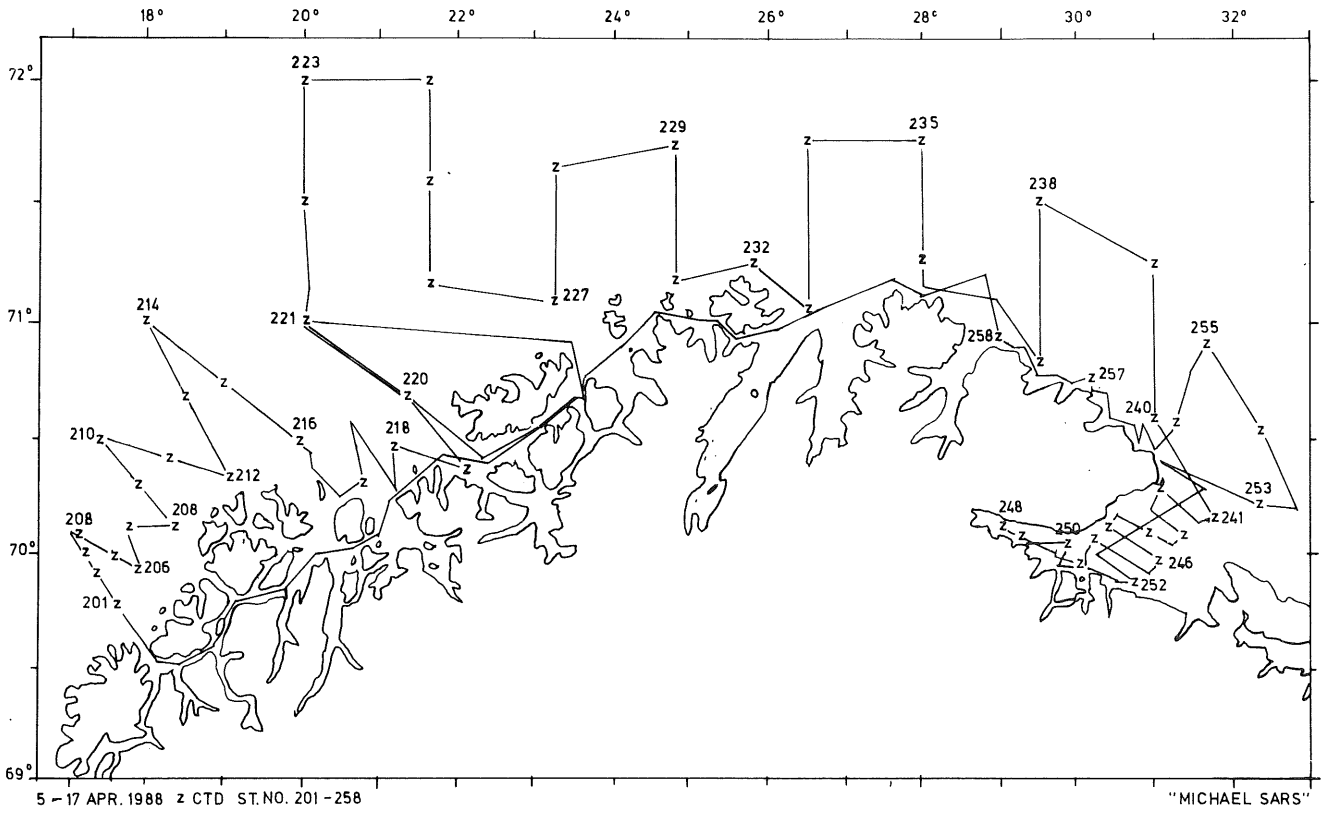 18° 20° 22° 24° 26° 28° 30° 32°
72°
223
z z
235
z z
229
z
z
z
238
z z
z
232
z z
z
z z
227
z
214
z
71°
221 z
z
255
z
258 z
z
z
257
z
220
z
z
240
z
z
z
218
z
216
z
210 z
z
z 212
z
z
z
z
z
253
z
z 241
208
z z
208
z
248
z
z
z
z
z
250
z
z
70°
z
z
z 206
z
z
z
z 246
z 252
201 z
69°
5 – 17 APR. 1988 z CTD ST. NO. 201 – 258
"MICHAEL SARS"